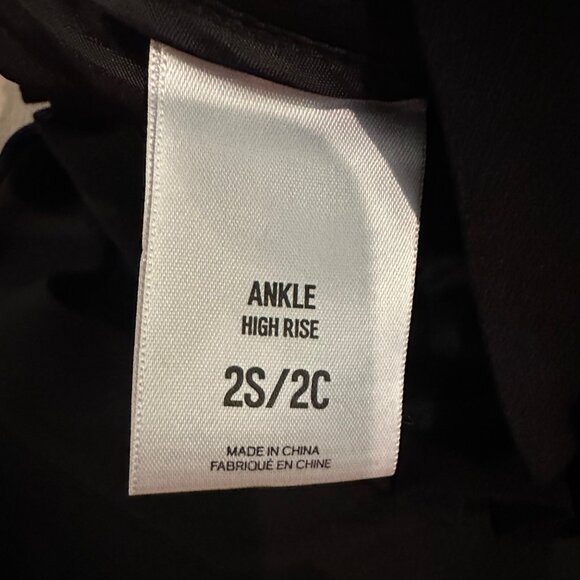 ANKLE
HIGH RISE
2S/2C
MADE IN CHINA
FABRIQUÉ EN CHINE